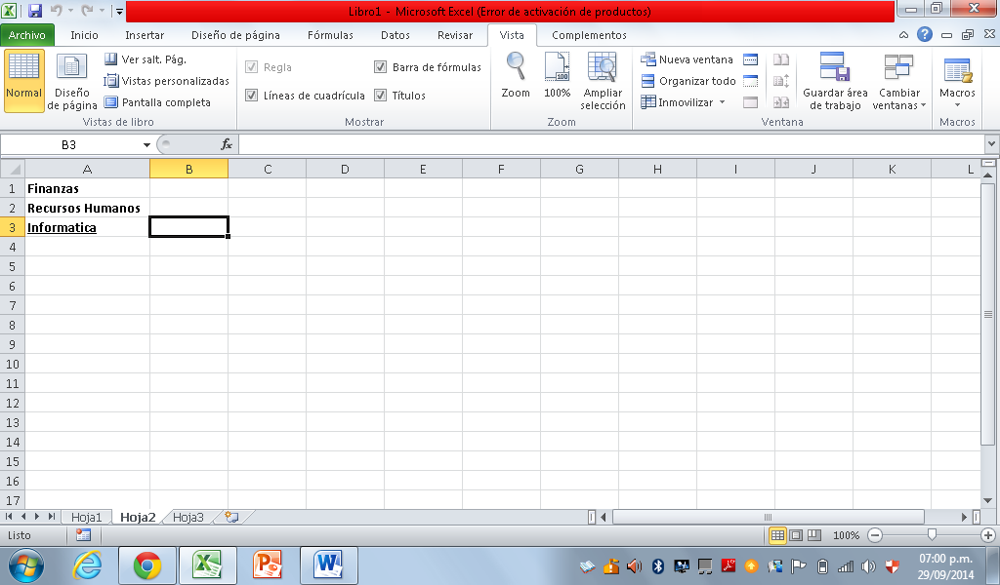 Libro1 - Microsoft Excel (Error de activación de productos)
Archivo Inicio Insertar Diseño de página Fórmulas Datos Revisar Vista Complementos
Normal
Diseño de página
Ver salt. Pág.
Vistas personalizadas
Pantalla completa
Vistas de libro
Regla
Barra de fórmulas
Líneas de cuadrícula
Títulos
Mostrar
Zoom
100%
Ampliar selección
Zoom
Nueva ventana
Organizar todo
Inmovilizar
Guardar área de trabajo
Cambiar ventanas
Ventana
Macros
Macros
B3 fx
A B C D E F G H I J K L
1 Finanzas
2 Recursos Humanos
3 Informatica
4
5
6
7
8
9
10
11
12
13
14
15
16
17
Hoja1 Hoja2 Hoja3
Listo 100%
07:00 p.m.
29/09/2014